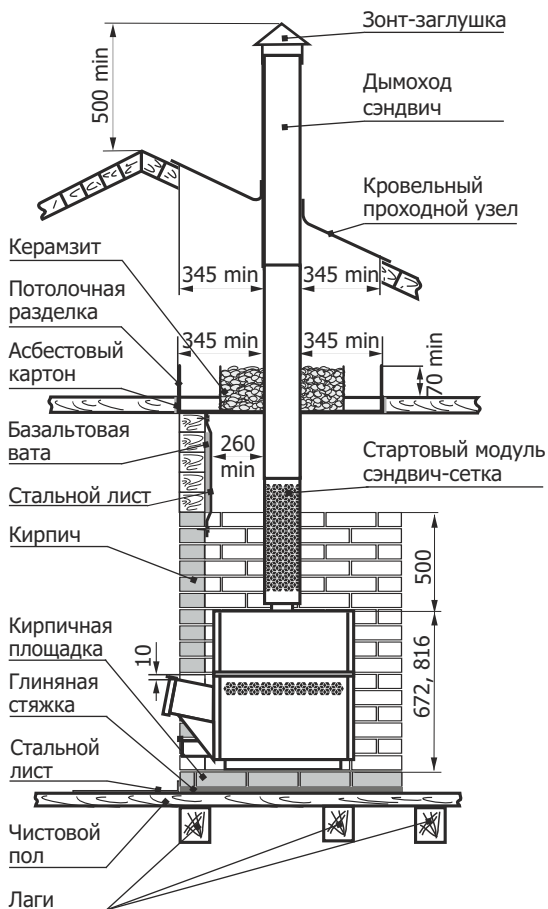 Зонт-заглушка
500 min
Дымоход
сэндвич
Кровельный
проходной узел
Керамзит
345 min
345 min
Потолочная
разделка
345 min
345 min
70 min
Асбестовый
картон
Базальтовая
вата
260
min
Стартовый модуль
сэндвич-сетка
Стальной лист
Кирпич
500
Кирпичная
площадка
10
672, 816
Глиняная
стяжка
Стальной
лист
Чистовой
пол
Лаги